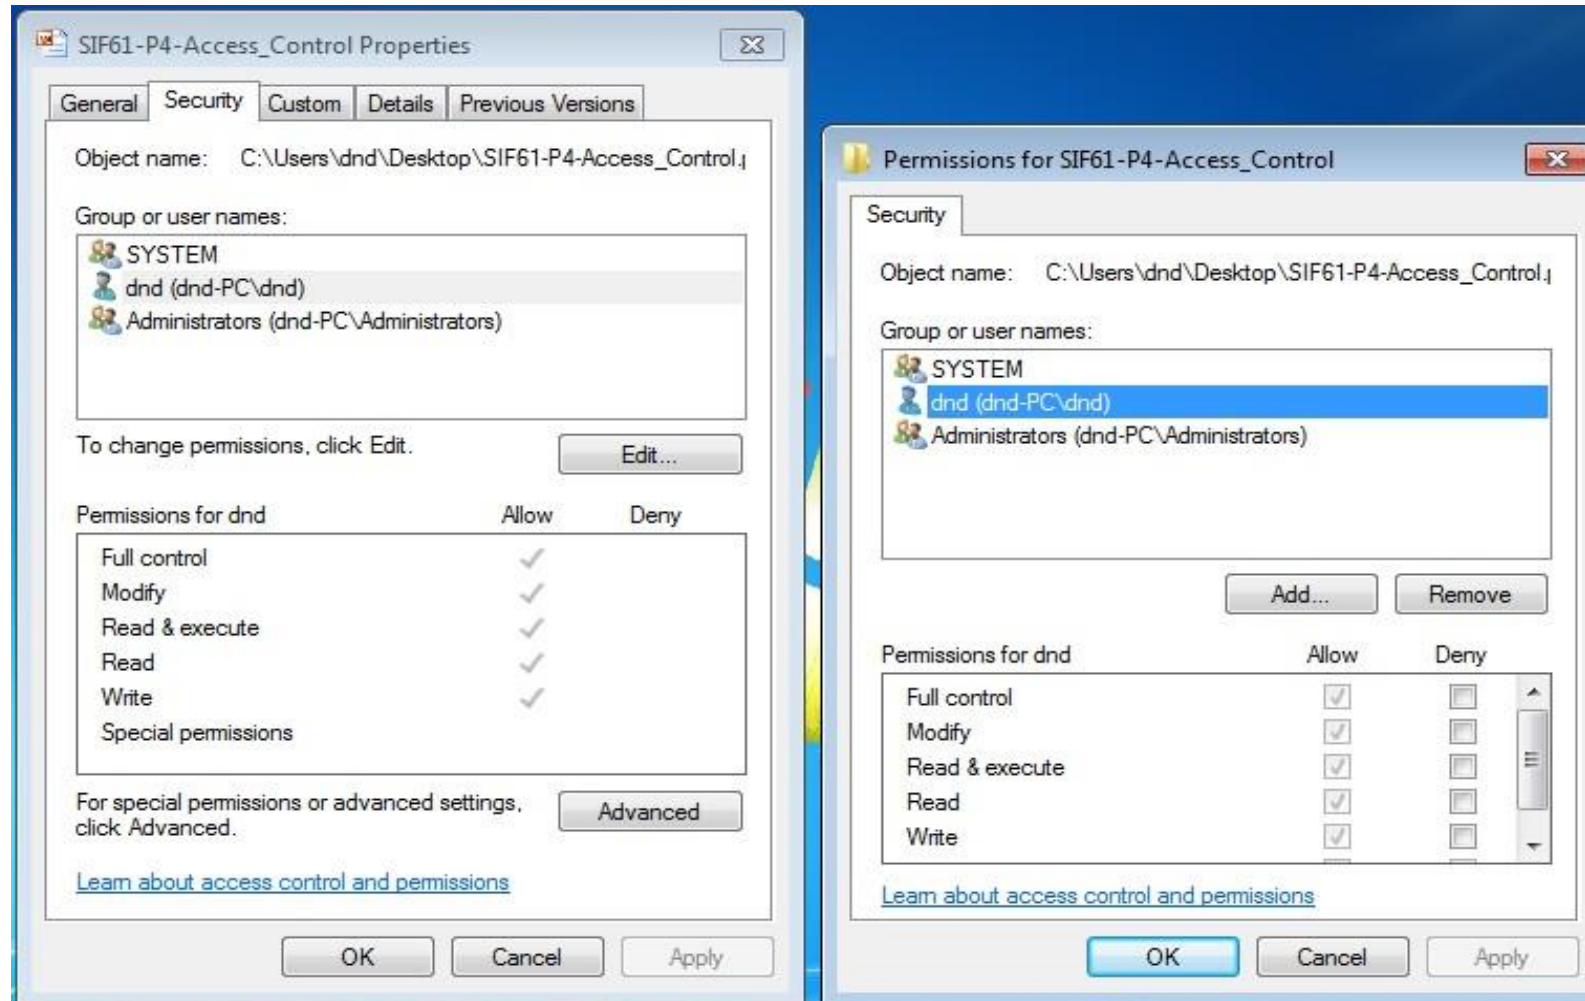 SIF61-P4-Access_Control Properties
General Security Custom Details Previous Versions
Object name: C:\Users\dnd\Desktop\SIF61-P4-Access_Control.
Group or user names:
SYSTEM
dnd (dnd-PC\dnd)
Administrators (dnd-PC\Administrators)
To change permissions, click Edit.
Edit...
Permissions for dnd Allow Deny
Full control
Modify
Read & execute
Read
Write
Special permissions
For special permissions or advanced settings,
click Advanced.
Advanced
Learn about access control and permissions
OK Cancel Apply
Permissions for SIF61-P4-Access_Control
Security
Object name: C:\Users\dnd\Desktop\SIF61-P4-Access_Control.
Group or user names:
SYSTEM
dnd (dnd-PC\dnd)
Administrators (dnd-PC\Administrators)
Add... Remove
Permissions for dnd Allow Deny
Full control
Modify
Read & execute
Read
Write
Learn about access control and permissions
OK Cancel Apply